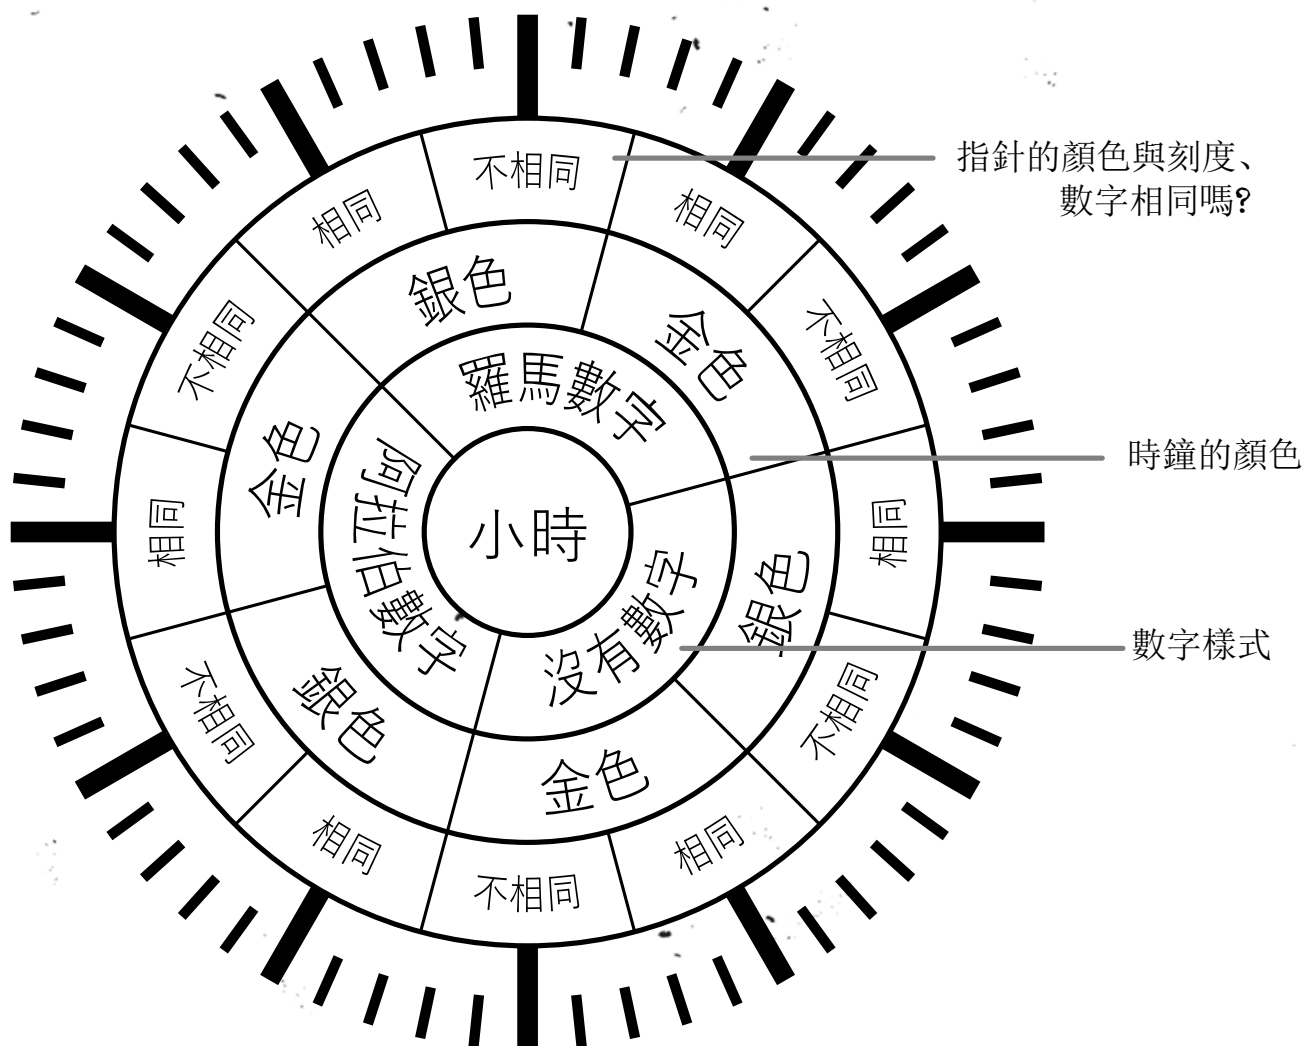 不相同
指針的顏色與刻度、
數字相同嗎?
相同
相同
銀色
金色
不相同
不相同
羅馬數字
金色
時鐘的顏色
阿拉伯數字
小時
相同
相同
銀色
沒有數字
數字樣式
不相同
銀色
不相同
金色
相同
相同
不相同